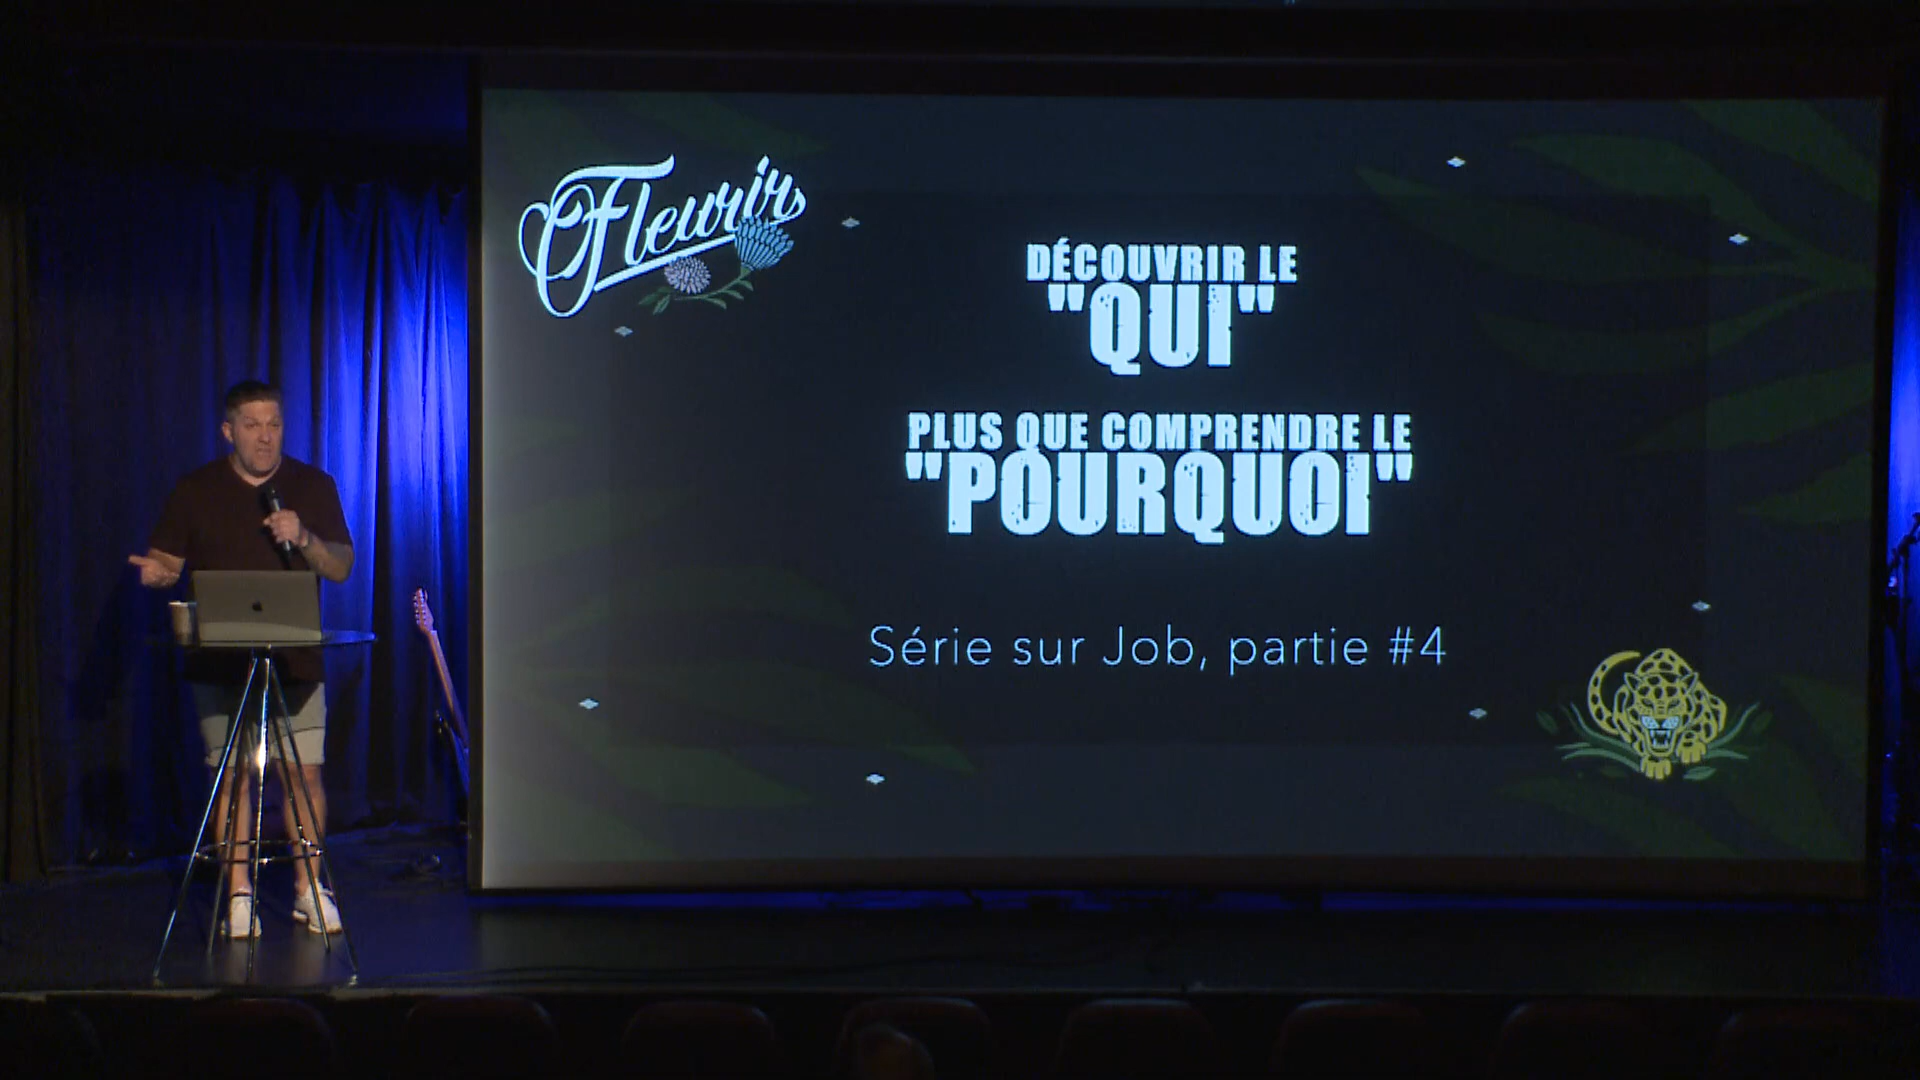 Fleurir
DÉCOUVRIR LE
"QUI"
PLUS QUE COMPRENDRE LE
"POURQUOI"
Série sur Job, partie #4